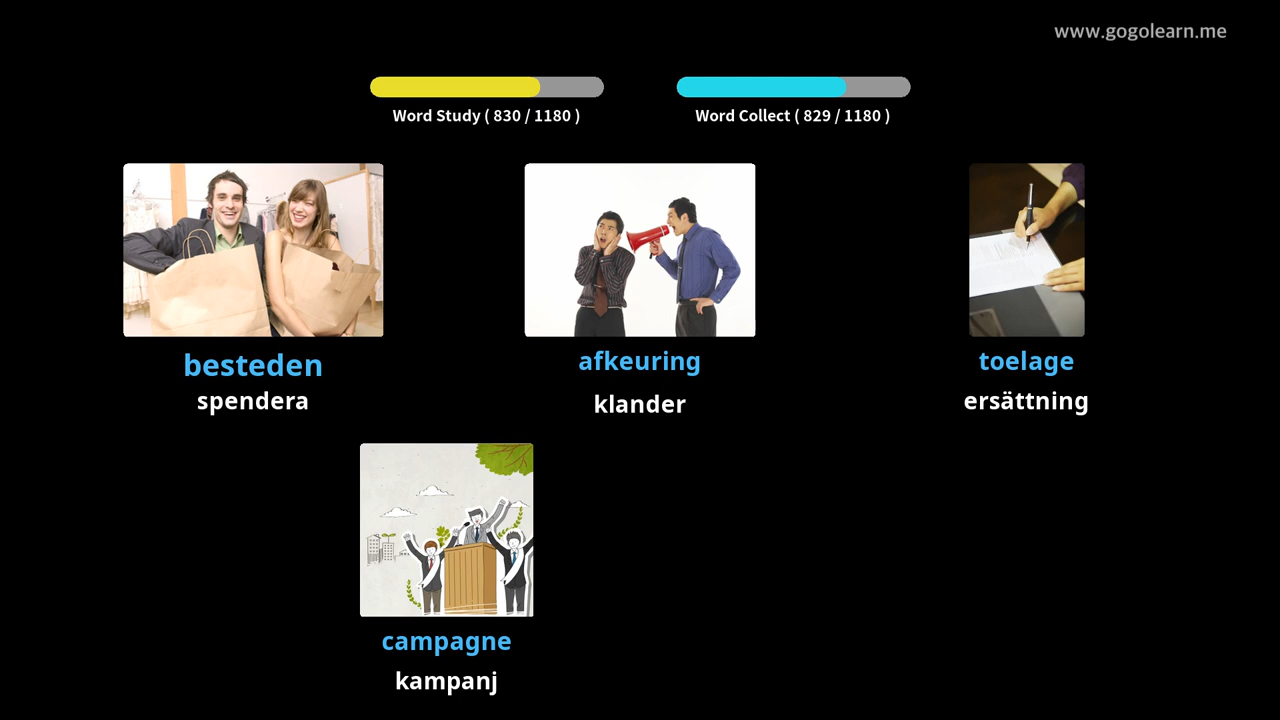 www.gogolearn.me
Word Study ( 830 / 1180 )
Word Collect ( 829 / 1180 )
besteden
spendera
afkeuring
klander
toelage
ersättning
campagne
kampanj